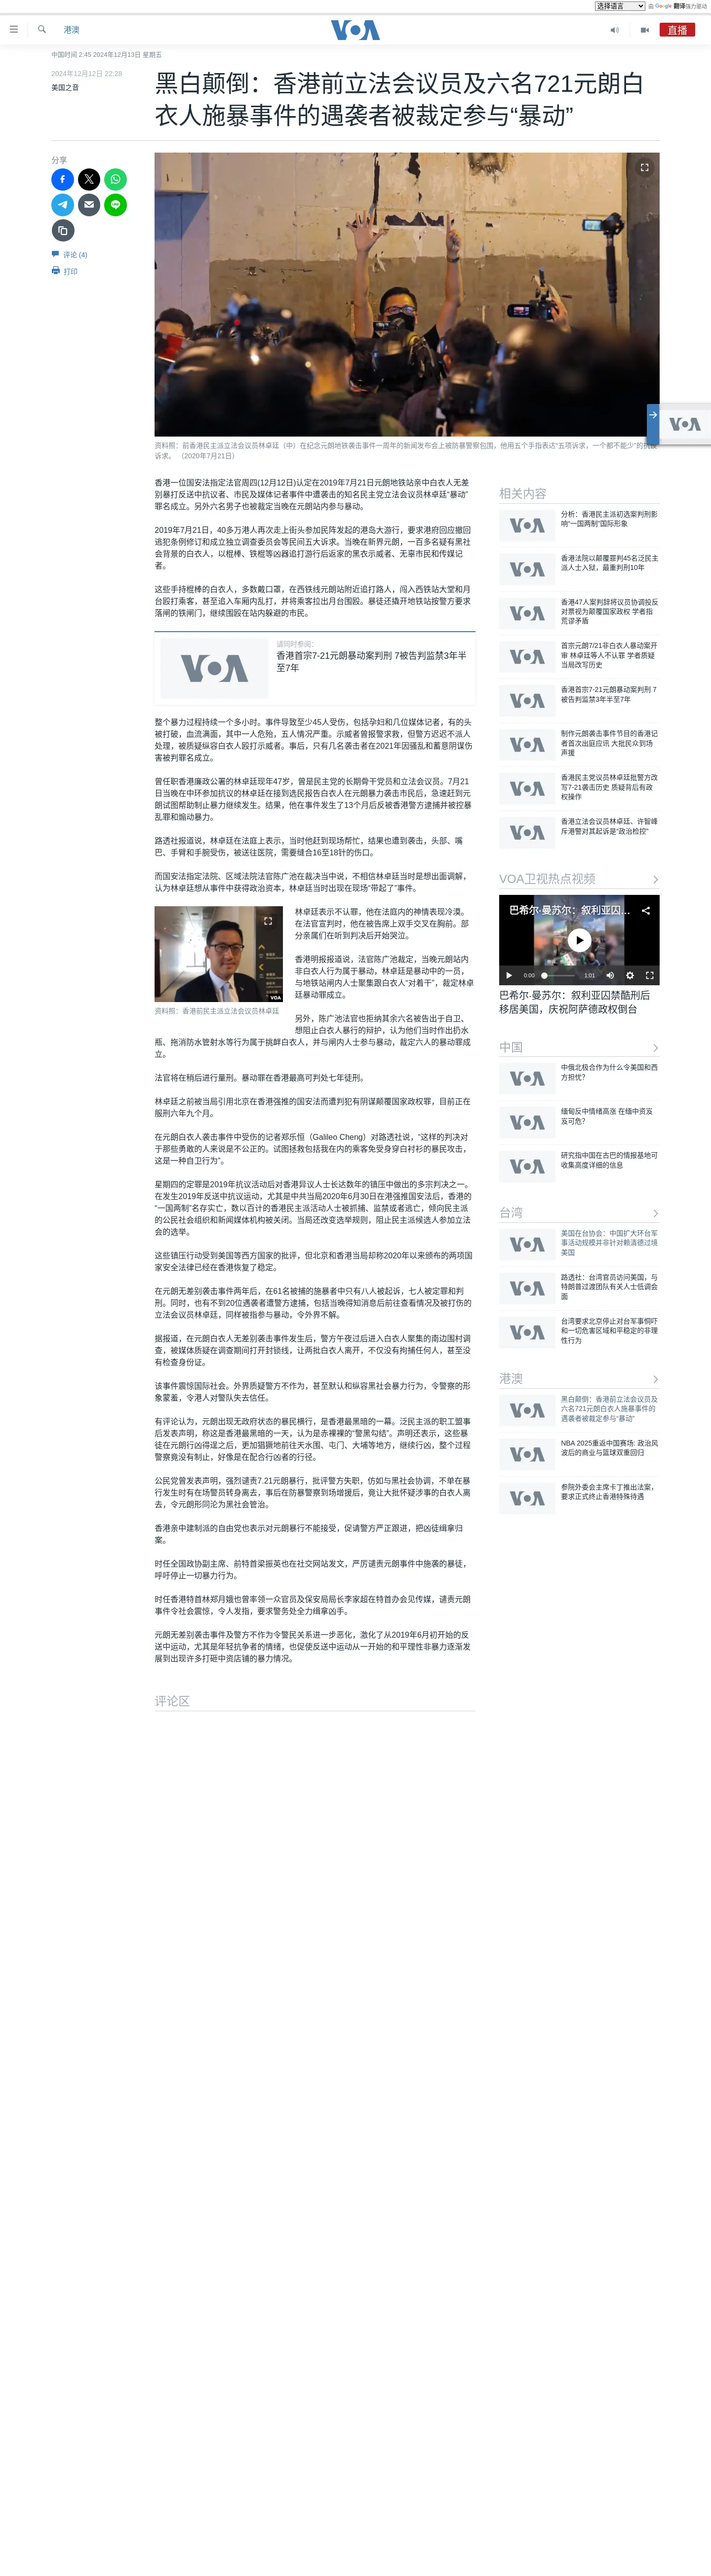 选择语言
由 Google 翻译强力驱动
港澳
VOA
直播
中国时间 2:45 2024年12月13日 星期五
2024年12月12日 22:28
美国之音
黑白颠倒：香港前立法会议员及六名721元朗白
衣人施暴事件的遇袭者被裁定参与“暴动”
分享
评论 (4)
打印
VOA
资料照：前香港民主派立法会议员林卓廷（中）在纪念元朗地铁袭击事件一周年的新闻发布会上被防暴警察包围，他用五个手指表达“五项诉求，一个都不能少”的抗议
诉求。 （2020年7月21日）
香港一位国安法指定法官周四(12月12日)认定在2019年7月21日元朗地铁站亲中白衣人无差
别暴打反送中抗议者、市民及媒体记者事件中遭袭击的知名民主党立法会议员林卓廷“暴动”
罪名成立。另外六名男子也被裁定当晚在元朗站内参与暴动。
2019年7月21日，40多万港人再次走上街头参加民阵发起的港岛大游行，要求港府回应撤回
逃犯条例修订和成立独立调查委员会等民间五大诉求。当晚在新界元朗，一百多名疑有黑社
会背景的白衣人，以棍棒、铁棍等凶器追打游行后返家的黑衣示威者、无辜市民和传媒记
者。
这些手持棍棒的白衣人，多数戴口罩，在西铁线元朗站附近追打路人，闯入西铁站大堂和月
台殴打乘客，甚至追入车厢内乱打，并将乘客拉出月台围殴。暴徒还撬开地铁站按警方要求
落闸的铁闸门，继续围殴在站内躲避的市民。
VOA
请同时参阅：
香港首宗7-21元朗暴动案判刑 7被告判监禁3年半
至7年
整个暴力过程持续一个多小时。事件导致至少45人受伤，包括孕妇和几位媒体记者，有的头
被打破，血流满面，其中一人危殆，五人情况严重。示威者曾报警求救，但警方迟迟不派人
处理，被质疑纵容白衣人殴打示威者。事后，只有几名袭击者在2021年因骚乱和蓄意阴谋伤
害被判罪名成立。
曾任职香港廉政公署的林卓廷现年47岁，曾是民主党的长期骨干党员和立法会议员。7月21
日当晚在中环参加抗议的林卓廷在接到选民报告白衣人在元朗暴力袭击市民后，急速赶到元
朗试图帮助制止暴力继续发生。结果，他在事件发生了13个月后反被香港警方逮捕并被控暴
乱罪和煽动暴力。
路透社报道说，林卓廷在法庭上表示，当时他赶到现场帮忙，结果也遭到袭击，头部、嘴
巴、手臂和手腕受伤，被送往医院，需要缝合16至18针的伤口。
而国安法指定法院、区域法院法官陈广池在裁决当中说，不相信林卓廷当时是想出面调解，
认为林卓廷想从事件中获得政治资本，林卓廷当时出现在现场“带起了”事件。
VOA
资料照：香港前民主派立法会议员林卓廷
林卓廷表示不认罪，他在法庭内的神情表现冷漠。
在法官宣判时，他在被告席上双手交叉在胸前。部
分亲属们在听到判决后开始哭泣。
香港明报报道说，法官陈广池裁定，当晚元朗站内
非白衣人行为属于暴动，林卓廷是暴动中的一员，
与地铁站闸内人士聚集跟白衣人“对着干”，裁定林卓
廷暴动罪成立。
另外，陈广池法官也拒纳其余六名被告出于自卫、
想阻止白衣人暴行的辩护，认为他们当时作出扔水
瓶、拖消防水管射水等行为属于挑衅白衣人，并与闸内人士参与暴动，裁定六人的暴动罪成
立。
法官将在稍后进行量刑。暴动罪在香港最高可判处七年徒刑。
林卓廷之前被当局引用北京在香港强推的国安法而遭判犯有阴谋颠覆国家政权罪，目前正在
服刑六年九个月。
在元朗白衣人袭击事件中受伤的记者郑乐恒（Galileo Cheng）对路透社说，“这样的判决对
于那些勇敢的人来说是不公正的。试图拯救包括我在内的乘客免受身穿白衬衫的暴民攻击，
这是一种自卫行为”。
星期四的定罪是2019年抗议活动后对香港异议人士长达数年的镇压中做出的多宗判决之一。
在发生2019年反送中抗议运动，尤其是中共当局2020年6月30日在港强推国安法后，香港的
“一国两制”名存实亡，数以百计的香港民主派活动人士被抓捕、监禁或者逃亡，倾向民主派
的公民社会组织和新闻媒体机构被关闭。当局还改变选举规则，阻止民主派候选人参加立法
会的选举。
这些镇压行动受到美国等西方国家的批评，但北京和香港当局却称2020年以来颁布的两项国
家安全法律已经在香港恢复了稳定。
在元朗无差别袭击事件两年后，在61名被捕的施暴者中只有八人被起诉，七人被定罪和判
刑。同时，也有不到20位遇袭者遭警方逮捕，包括当晚得知消息后前往查看情况及被打伤的
立法会议员林卓廷，同样被指参与暴动，令外界不解。
据报道，在元朗白衣人无差别袭击事件发生后，警方午夜过后进入白衣人聚集的南边围村调
查，被媒体质疑在调查期间打开封锁线，让两批白衣人离开，不仅没有拘捕任何人，甚至没
有检查身份证。
该事件震惊国际社会。外界质疑警方不作为，甚至默认和纵容黑社会暴力行为，令警察的形
象蒙羞，令港人对警队失去信任。
有评论认为，元朗出现无政府状态的暴民横行，是香港最黑暗的一幕。泛民主派的职工盟事
后发表声明，称这是香港最黑暗的一天，认为是赤裸裸的“警黑勾结”。声明还表示，这些暴
徒在元朗行凶得逞之后，更加猖獗地前往天水围、屯门、大埔等地方，继续行凶，整个过程
警察竟没有制止，好像是在配合行凶者的行径。
公民党曾发表声明，强烈谴责7.21元朗暴行，批评警方失职，仿如与黑社会协调，不单在暴
行发生时有在场警员转身离去，事后在防暴警察到场增援后，竟让大批怀疑涉事的白衣人离
去，令元朗形同沦为黑社会管治。
香港亲中建制派的自由党也表示对元朗暴行不能接受，促请警方严正跟进，把凶徒缉拿归
案。
时任全国政协副主席、前特首梁振英也在社交网站发文，严厉谴责元朗事件中施袭的暴徒，
呼吁停止一切暴力行为。
时任香港特首林郑月娥也曾率领一众官员及保安局局长李家超在特首办会见传媒，谴责元朗
事件令社会震惊，令人发指，要求警务处全力缉拿凶手。
元朗无差别袭击事件及警方不作为令警民关系进一步恶化，激化了从2019年6月初开始的反
送中运动，尤其是年轻抗争者的情绪，也促使反送中运动从一开始的和平理性非暴力逐渐发
展到出现许多打砸中资店铺的暴力情况。
评论区
相关内容
VOA
分析：香港民主派初选案判刑影
响“一国两制”国际形象
VOA
香港法院以颠覆罪判45名泛民主
派人士入狱，最重判刑10年
VOA
香港47人案判辞将议员协调投反
对票视为颠覆国家政权 学者指
荒谬矛盾
VOA
首宗元朗7/21非白衣人暴动案开
审 林卓廷等人不认罪 学者质疑
当局改写历史
VOA
香港首宗7-21元朗暴动案判刑 7
被告判监禁3年半至7年
VOA
制作元朗袭击事件节目的香港记
者首次出庭应讯 大批民众到场
声援
VOA
香港民主党议员林卓廷批警方改
写7-21袭击历史 质疑背后有政
权操作
VOA
香港立法会议员林卓廷、许智峰
斥港警对其起诉是“政治检控”
VOA卫视热点视频
巴希尔·曼苏尔：叙利亚囚…
0:00
1:01
巴希尔·曼苏尔：叙利亚囚禁酷刑后
移居美国，庆祝阿萨德政权倒台
中国
VOA
中俄北极合作为什么令美国和西
方担忧?
VOA
缅甸反中情绪高涨 在缅中资岌
岌可危?
VOA
研究指中国在古巴的情报基地可
收集高度详细的信息
台湾
VOA
美国在台协会：中国扩大环台军
事活动规模并非针对赖清德过境
美国
VOA
路透社：台湾官员访问美国，与
特朗普过渡团队有关人士低调会
面
VOA
台湾要求北京停止对台军事恫吓
和一切危害区域和平稳定的非理
性行为
港澳
VOA
黑白颠倒：香港前立法会议员及
六名721元朗白衣人施暴事件的
遇袭者被裁定参与“暴动”
VOA
NBA 2025重返中国赛场: 政治风
波后的商业与篮球双重回归
VOA
参院外委会主席卡丁推出法案，
要求正式终止香港特殊待遇